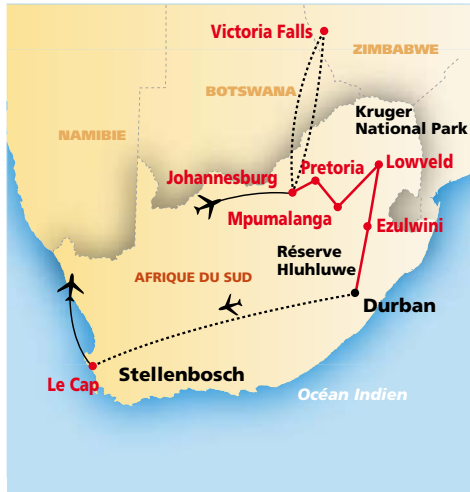 Victoria Falls
ZIMBABWE
BOTSWANA
NAMIBIE
Kruger
National Park
Pretoria
Lowveld
Johannesburg
Mpumalanga
Ezulwini
Réserve
Hluhluwe
AFRIQUE DU SUD
Durban
Le Cap
Stellenbosch
Océan Indien